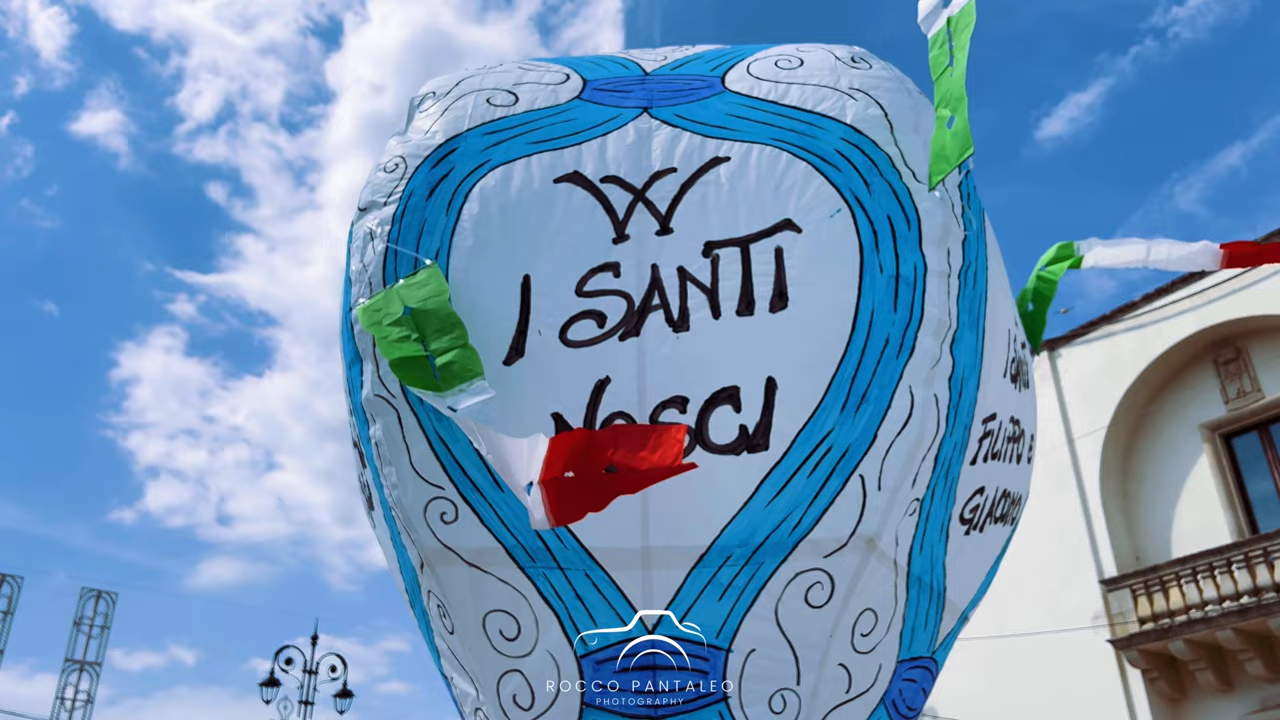 W
I SANTI
NOSCI
I SANTI
FILIPPO E
GIACOMO
ROCCO PANTALEO
PHOTOGRAPHY